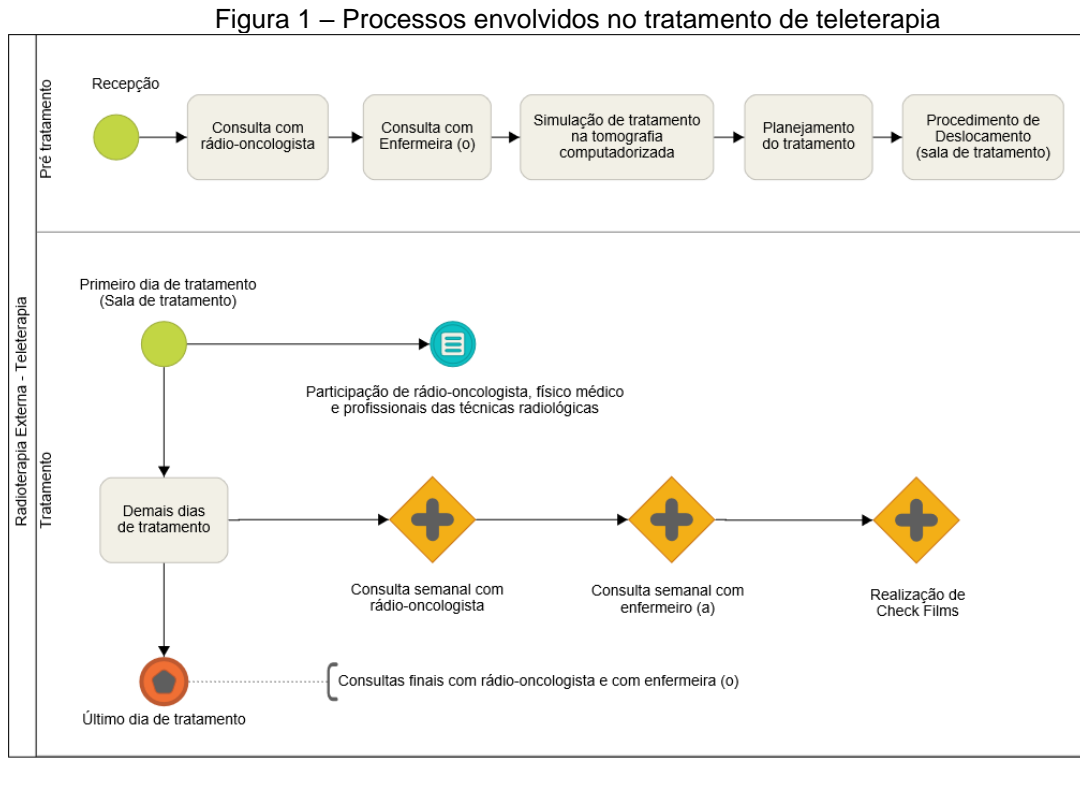 Figura 1 – Processos envolvidos no tratamento de teleterapia
Radioterapia Externa - Teleterapia
Pré tratamento
Recepção
Consulta com
rádio-oncologista
Consulta com
Enfermeira (o)
Simulação de tratamento
na tomografia
computadorizada
Planejamento
do tratamento
Procedimento de
Deslocamento
(sala de tratamento)
Tratamento
Primeiro dia de tratamento
(Sala de tratamento)
Participação de rádio-oncologista, físico médico
e profissionais das técnicas radiológicas
Demais dias
de tratamento
Consulta semanal com
rádio-oncologista
Consulta semanal com
enfermeiro (a)
Realização de
Check Films
Consultas finais com rádio-oncologista e com enfermeira (o)
Último dia de tratamento